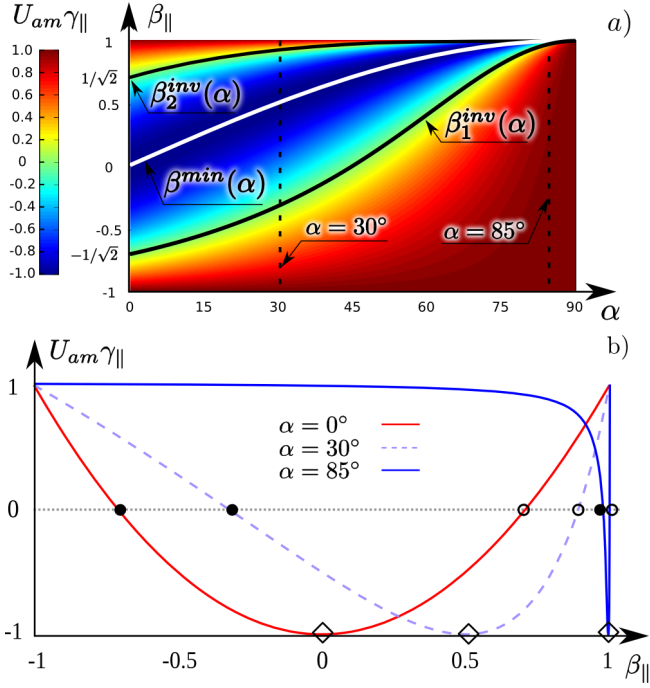 U_am γ_∥
β_∥
a)
1.0
0.8
0.6
0.4
0.2
0
-0.2
-0.4
-0.6
-0.8
-1.0
1
1/√2
0.5
0
-0.5
-1/√2
-1
β_2^inv(α)
β^min(α)
β_1^inv(α)
α = 30°
α = 85°
0 15 30 45 60 75 90
α
U_am γ_∥
b)
1
0
-1
α = 0°
α = 30°
α = 85°
-1 -0.5 0 0.5 1
β_∥